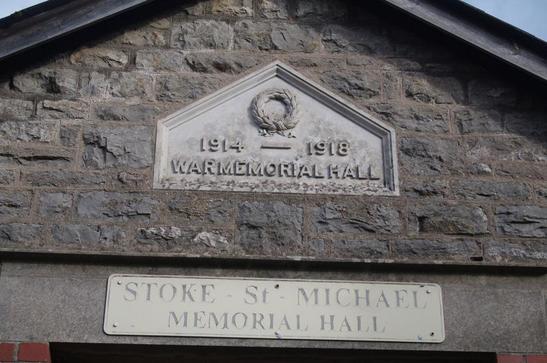 1914 — 1918
WAR MEMORIAL HALL
STOKE - St - MICHAEL
MEMORIAL HALL